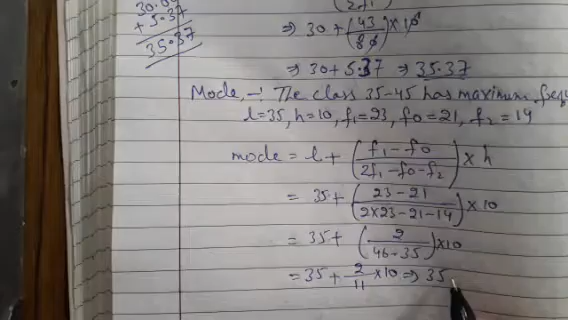 30.00
+ 5.37
35.37
⇒ 30 + (43/80) × 10
⇒ 30 + 5.37 ⇒ 35.37
Mode, -: The class 35-45 has maximum freq
l=35, h=10, f1=23, f0=21, f2=14
mode = l + (f1 - f0 / 2f1 - f0 - f2) × h
= 35 + (23 - 21 / 2×23 - 21 - 14) × 10
= 35 + (2 / 46 - 35) × 10
= 35 + 2/11 × 10 ⇒ 35